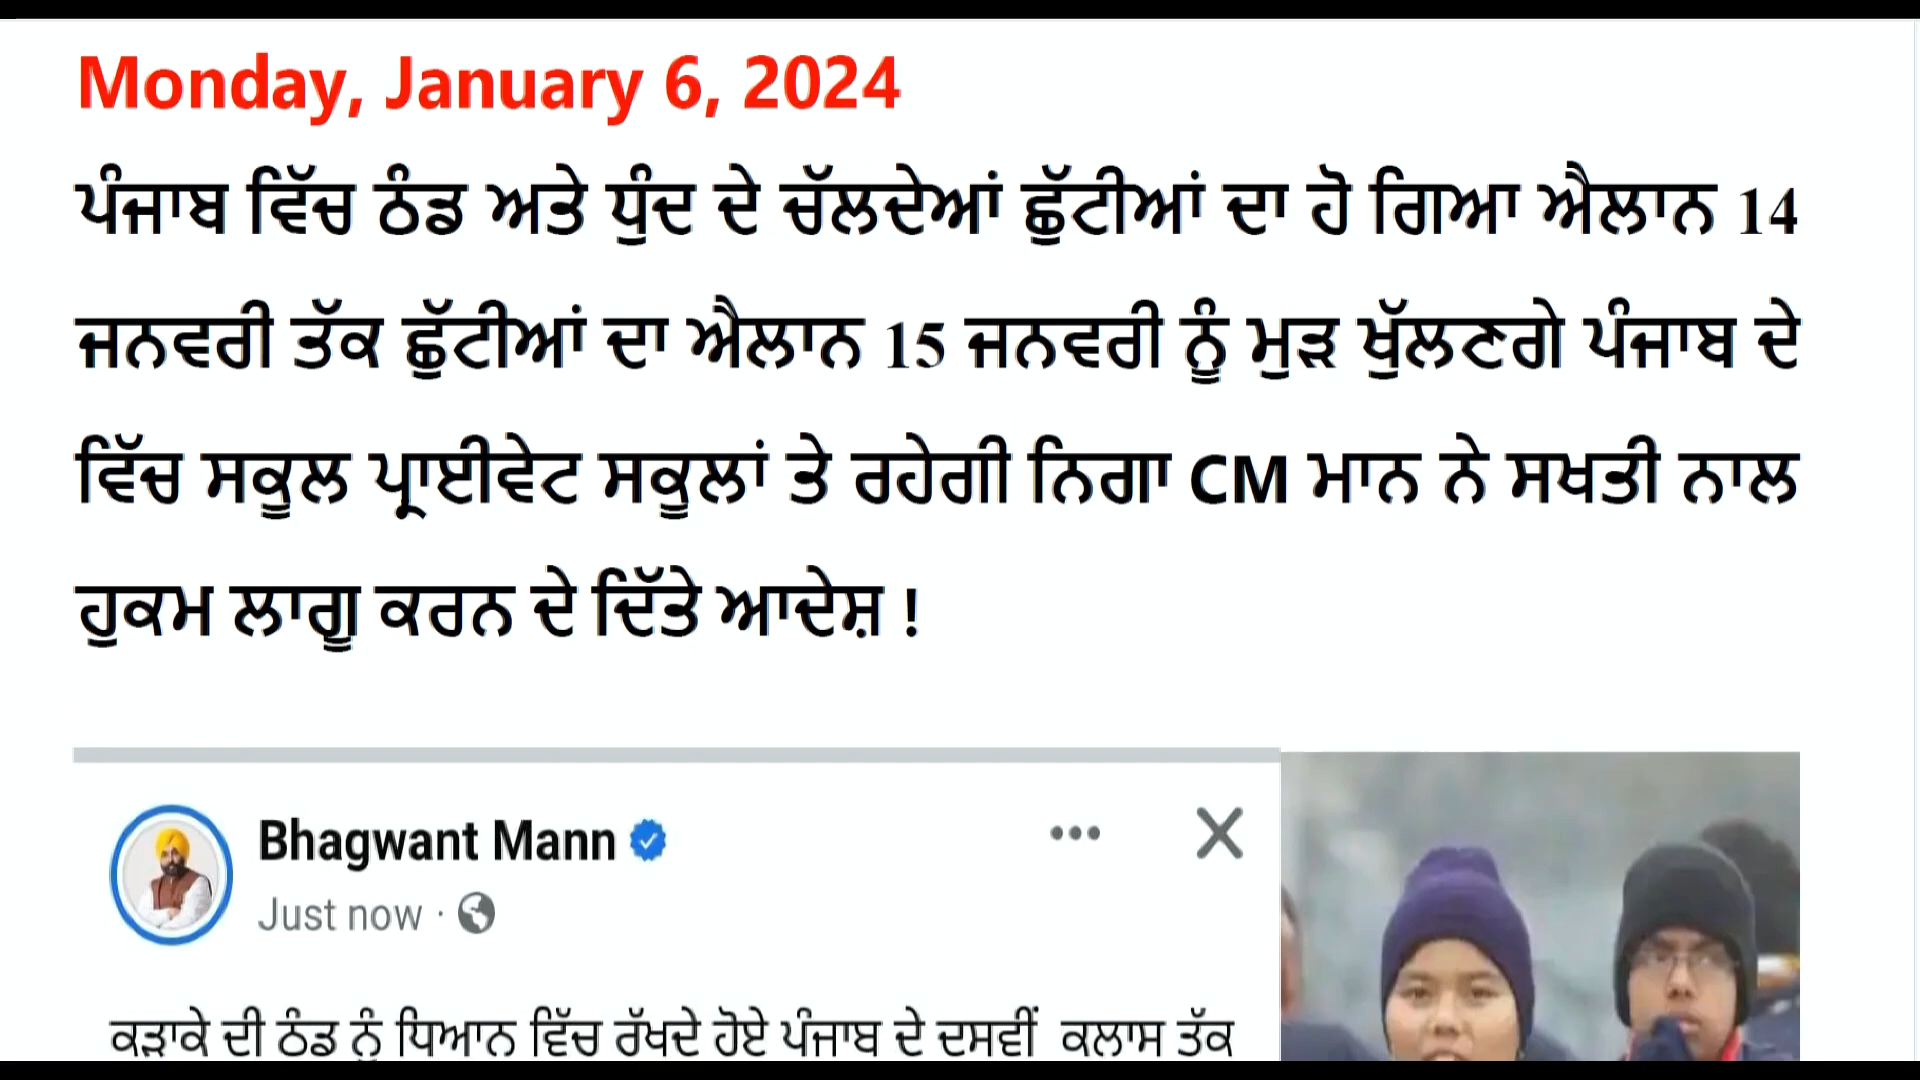 Monday, January 6, 2024
ਪੰਜਾਬ ਵਿੱਚ ਠੰਡ ਅਤੇ ਧੁੰਦ ਦੇ ਚੱਲਦੇਆਂ ਛੁੱਟੀਆਂ ਦਾ ਹੋ ਗਿਆ ਐਲਾਨ 14
ਜਨਵਰੀ ਤੱਕ ਛੁੱਟੀਆਂ ਦਾ ਐਲਾਨ 15 ਜਨਵਰੀ ਨੂੰ ਮੁੜ ਖੁੱਲਣਗੇ ਪੰਜਾਬ ਦੇ
ਵਿੱਚ ਸਕੂਲ ਪ੍ਰਾਈਵੇਟ ਸਕੂਲਾਂ ਤੇ ਰਹੇਗੀ ਨਿਗਾ CM ਮਾਨ ਨੇ ਸਖਤੀ ਨਾਲ
ਹੁਕਮ ਲਾਗੂ ਕਰਨ ਦੇ ਦਿੱਤੇ ਆਦੇਸ਼ !
Bhagwant Mann
Just now ·
ਕੜਾਕੇ ਦੀ ਠੰਡ ਨੂੰ ਧਿਆਨ ਵਿੱਚ ਰੱਖਦੇ ਹੋਏ ਪੰਜਾਬ ਦੇ ਦਸਵੀਂ ਕਲਾਸ ਤੱਕ